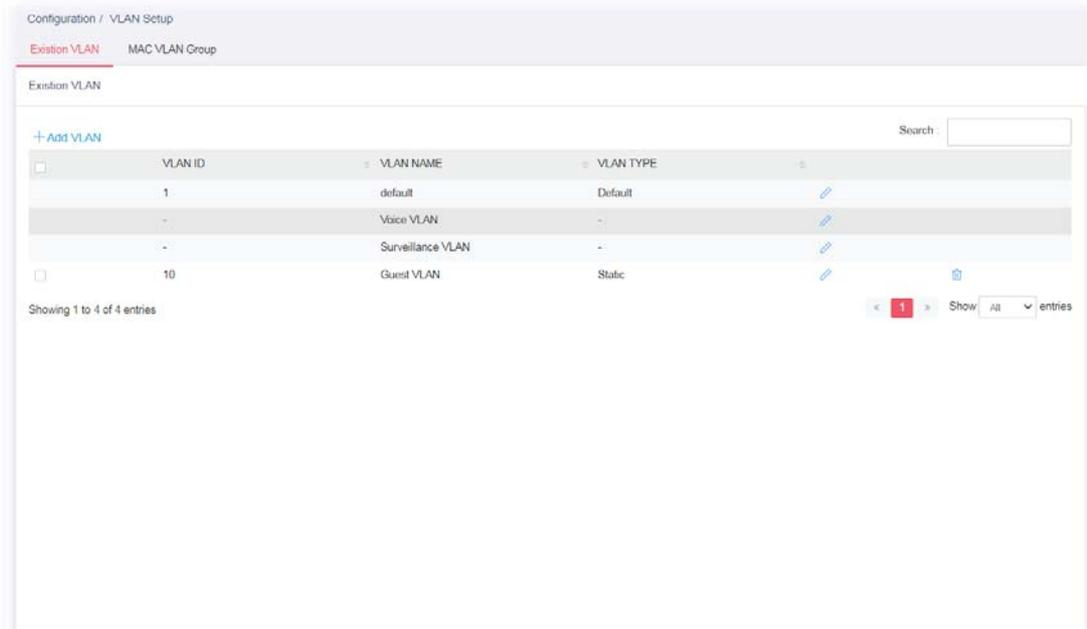 Configuration / VLAN Setup
Existion VLAN MAC VLAN Group
Existion VLAN
+Add VLAN Search :
VLAN ID VLAN NAME VLAN TYPE
1 default Default
- Voice VLAN -
- Surveillance VLAN -
10 Guest VLAN Static
Showing 1 to 4 of 4 entries « 1 » Show All entries